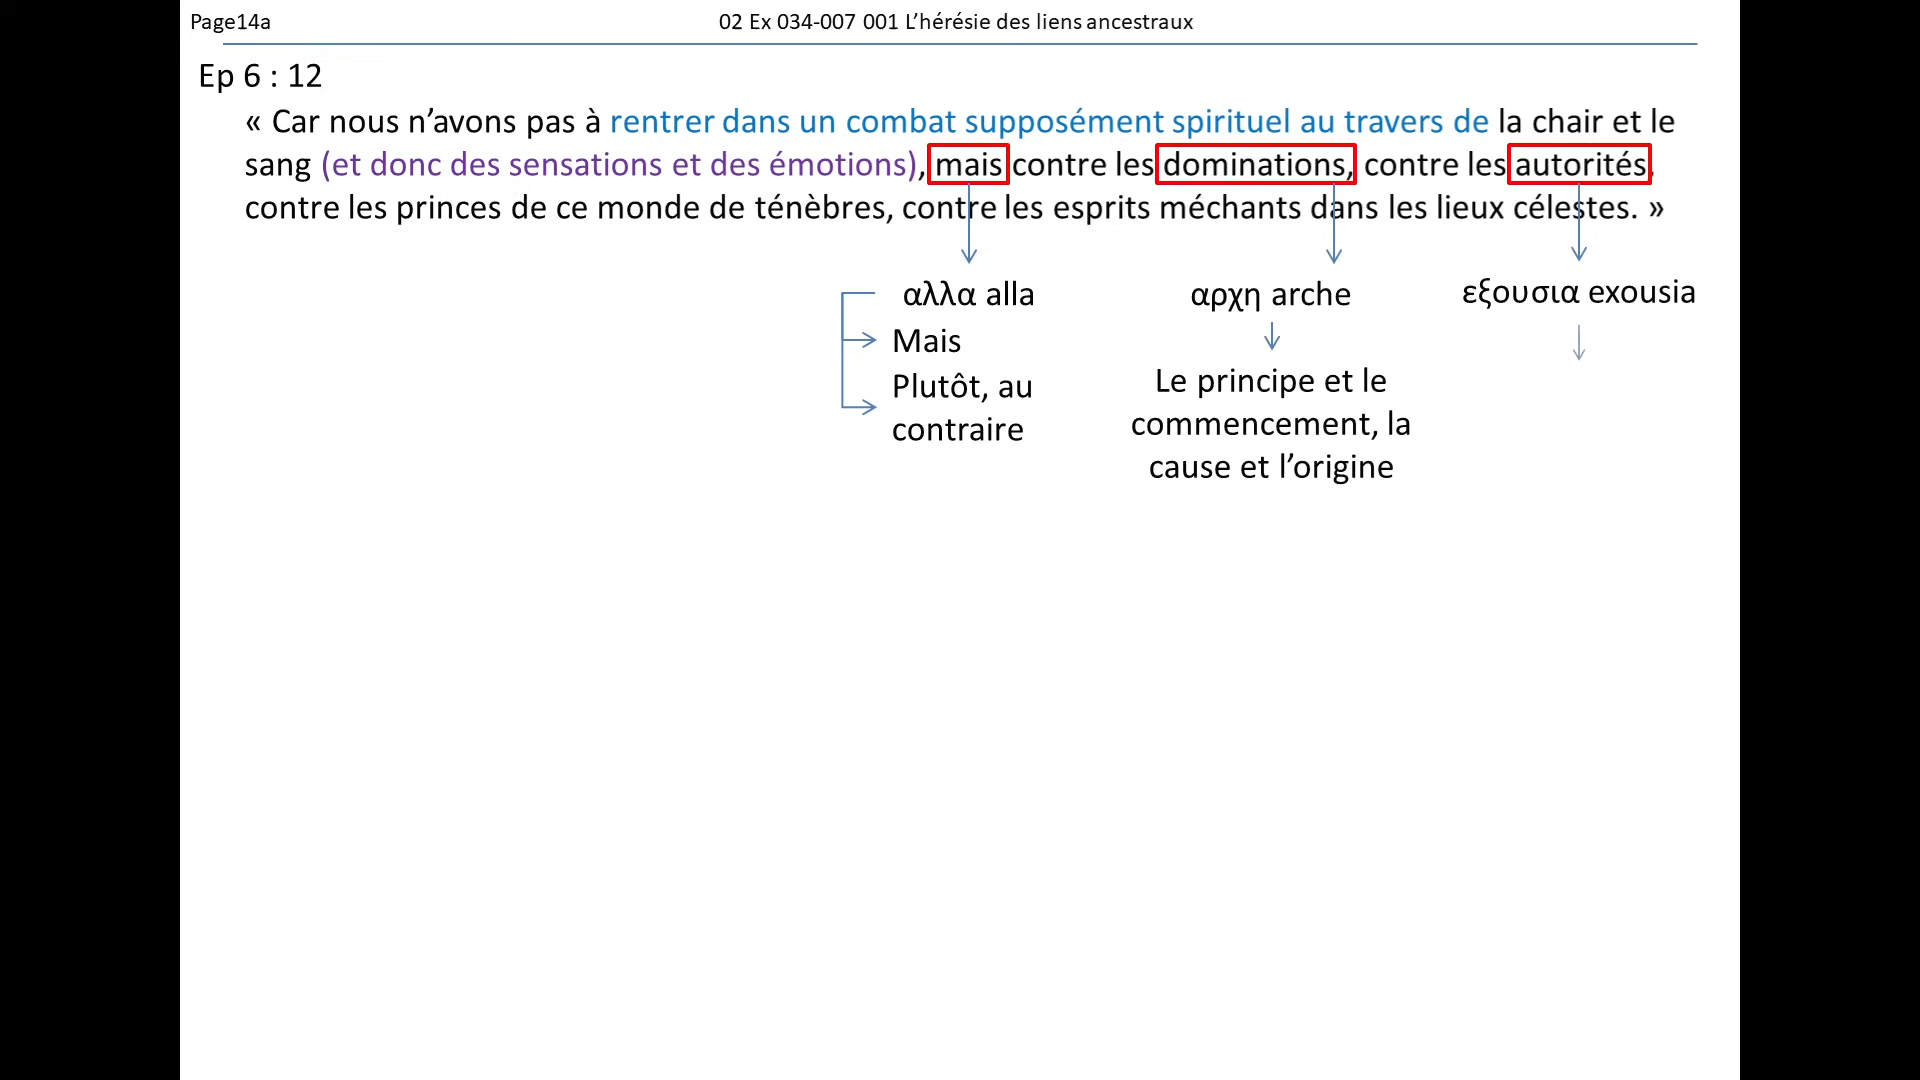 Page14a
02 Ex 034-007 001 L’hérésie des liens ancestraux
Ep 6 : 12
« Car nous n’avons pas à rentrer dans un combat supposément spirituel au travers de la chair et le
sang (et donc des sensations et des émotions), mais contre les dominations, contre les autorités,
contre les princes de ce monde de ténèbres, contre les esprits méchants dans les lieux célestes. »
αλλα alla
Mais
Plutôt, au
contraire
αρχη arche
Le principe et le
commencement, la
cause et l’origine
εξουσια exousia